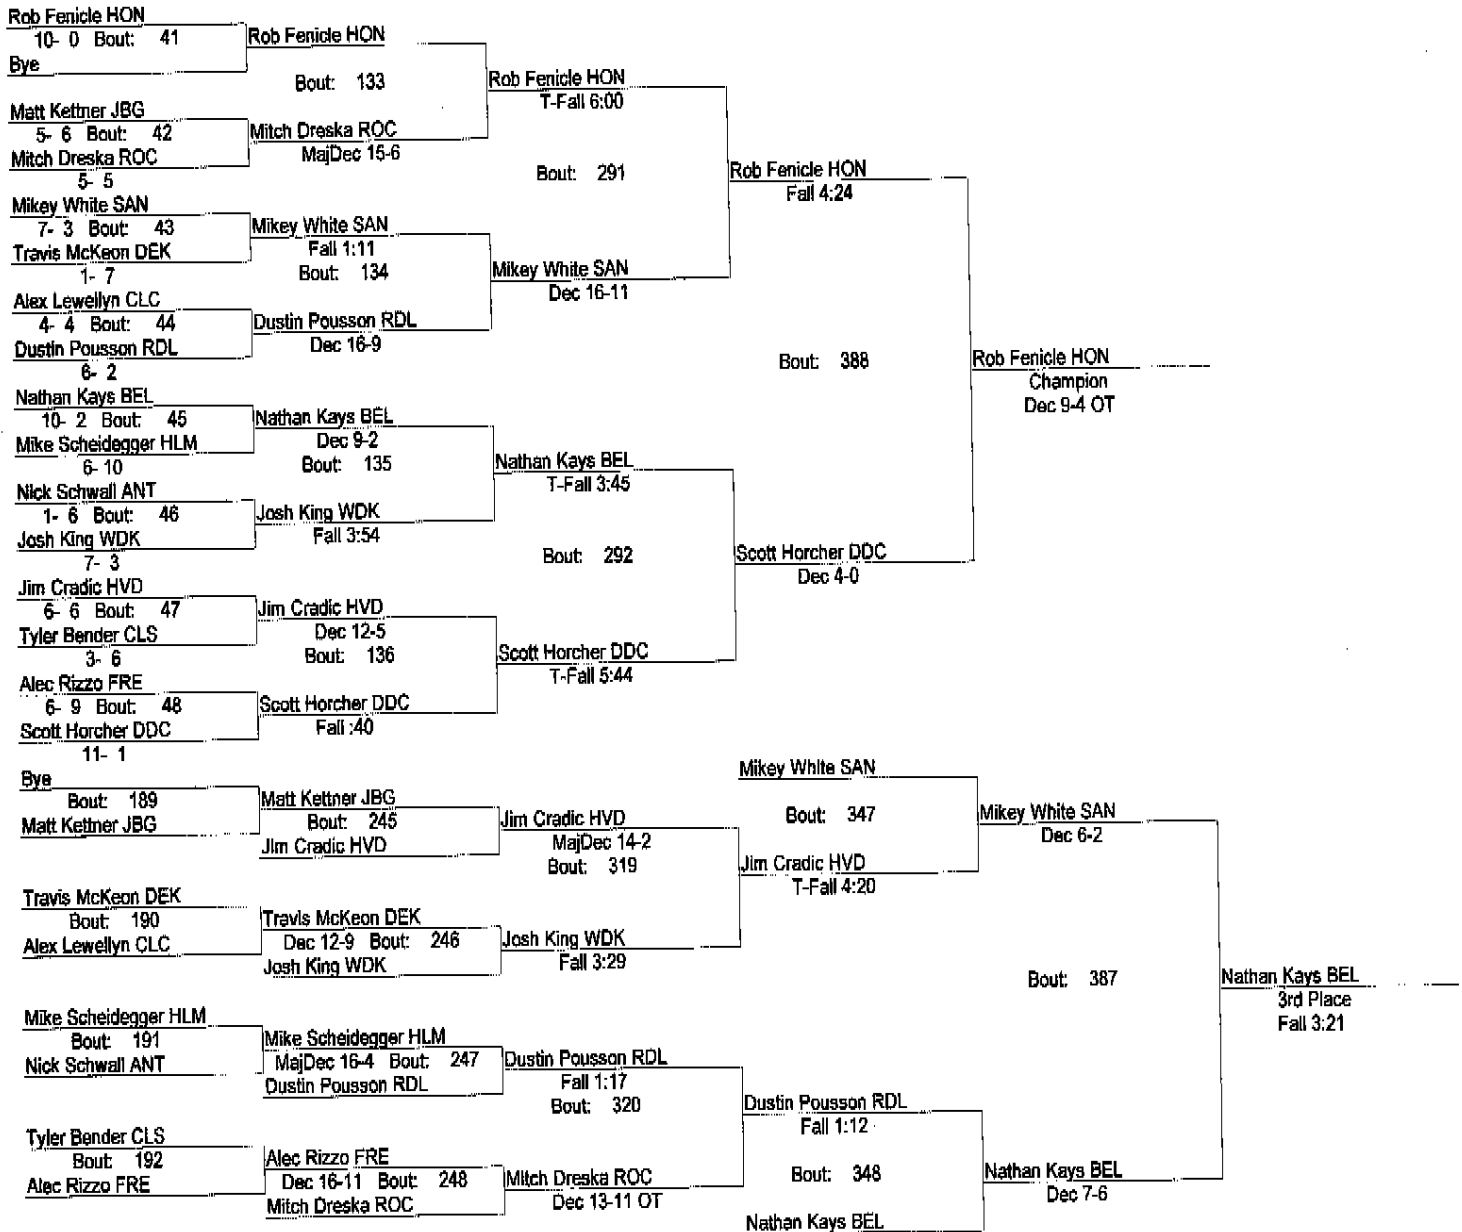 Rob Fenicle HON
10- 0 Bout: 41
Bye
Rob Fenicle HON
Bout: 133
Matt Kettner JBG
5- 6 Bout: 42
Mitch Dreska ROC
5- 5
Mitch Dreska ROC
MajDec 15-6
Rob Fenicle HON
T-Fall 6:00
Bout: 291
Mikey White SAN
7- 3 Bout: 43
Travis McKeon DEK
1- 7
Mikey White SAN
Fall 1:11
Bout: 134
Alex Lewellyn CLC
4- 4 Bout: 44
Dustin Pousson RDL
6- 2
Dustin Pousson RDL
Dec 16-9
Mikey White SAN
Dec 16-11
Rob Fenicle HON
Fall 4:24
Bout: 388
Rob Fenicle HON
Champion
Dec 9-4 OT
Nathan Kays BEL
10- 2 Bout: 45
Mike Scheidegger HLM
6- 10
Nathan Kays BEL
Dec 9-2
Bout: 135
Nick Schwall ANT
1- 6 Bout: 46
Josh King WDK
7- 3
Josh King WDK
Fall 3:54
Nathan Kays BEL
T-Fall 3:45
Bout: 292
Jim Cradic HVD
6- 6 Bout: 47
Tyler Bender CLS
3- 6
Jim Cradic HVD
Dec 12-5
Bout: 136
Alec Rizzo FRE
6- 9 Bout: 48
Scott Horcher DDC
11- 1
Scott Horcher DDC
Fall :40
Scott Horcher DDC
T-Fall 5:44
Scott Horcher DDC
Dec 4-0
Bye
Bout: 189
Matt Kettner JBG
Matt Kettner JBG
Bout: 245
Jim Cradic HVD
Jim Cradic HVD
MajDec 14-2
Bout: 319
Travis McKeon DEK
Bout: 190
Alex Lewellyn CLC
Travis McKeon DEK
Dec 12-9 Bout: 246
Josh King WDK
Josh King WDK
Fall 3:29
Mikey White SAN
Bout: 347
Jim Cradic HVD
T-Fall 4:20
Mikey White SAN
Dec 6-2
Bout: 387
Nathan Kays BEL
3rd Place
Fall 3:21
Mike Scheidegger HLM
Bout: 191
Nick Schwall ANT
Mike Scheidegger HLM
MajDec 16-4 Bout: 247
Dustin Pousson RDL
Dustin Pousson RDL
Fall 1:17
Bout: 320
Tyler Bender CLS
Bout: 192
Alec Rizzo FRE
Alec Rizzo FRE
Dec 16-11 Bout: 248
Mitch Dreska ROC
Mitch Dreska ROC
Dec 13-11 OT
Dustin Pousson RDL
Fall 1:12
Bout: 348
Nathan Kays BEL
Nathan Kays BEL
Dec 7-6